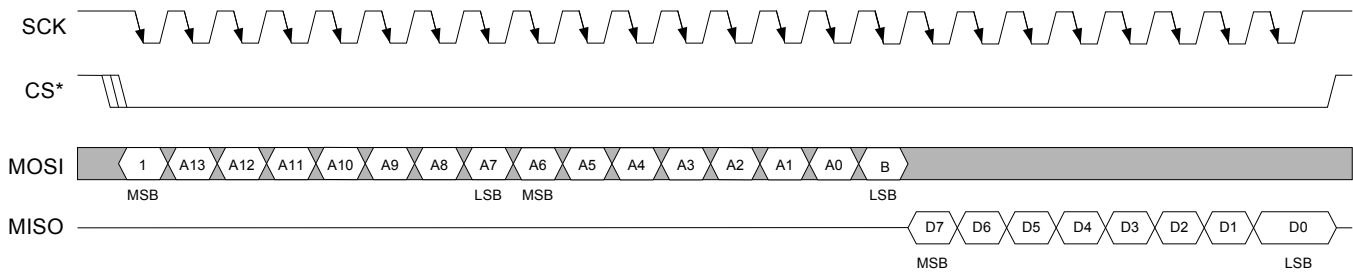 SCK
CS*
MOSI 1 A13 A12 A11 A10 A9 A8 A7 A6 A5 A4 A3 A2 A1 A0 B
MSB LSB MSB LSB
MISO D7 D6 D5 D4 D3 D2 D1 D0
MSB LSB